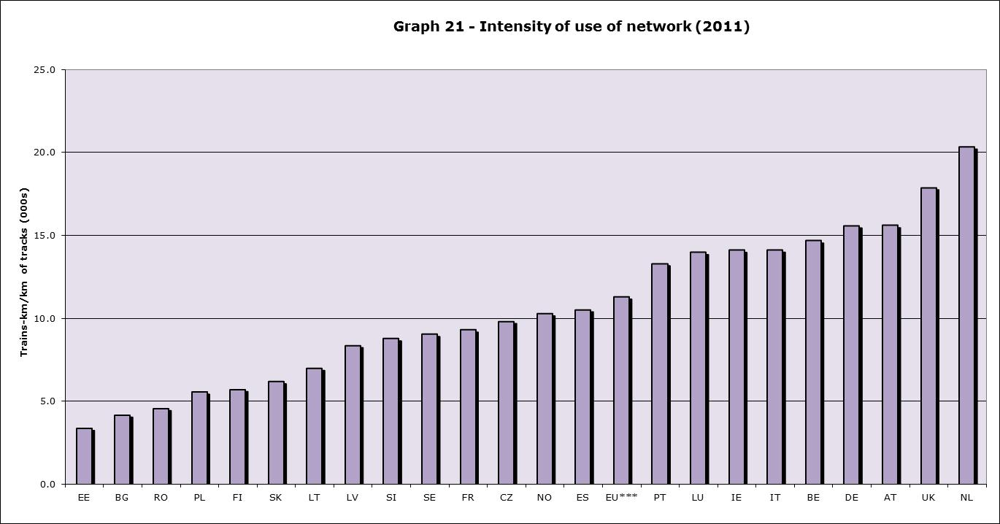 Graph 21 - Intensity of use of network (2011)
25.0
20.0
15.0
10.0
5.0
0.0
Trains-km/km of tracks (000s)
EE BG RO PL FI SK LT LV SI SE FR CZ NO ES EU*** PT LU IE IT BE DE AT UK NL